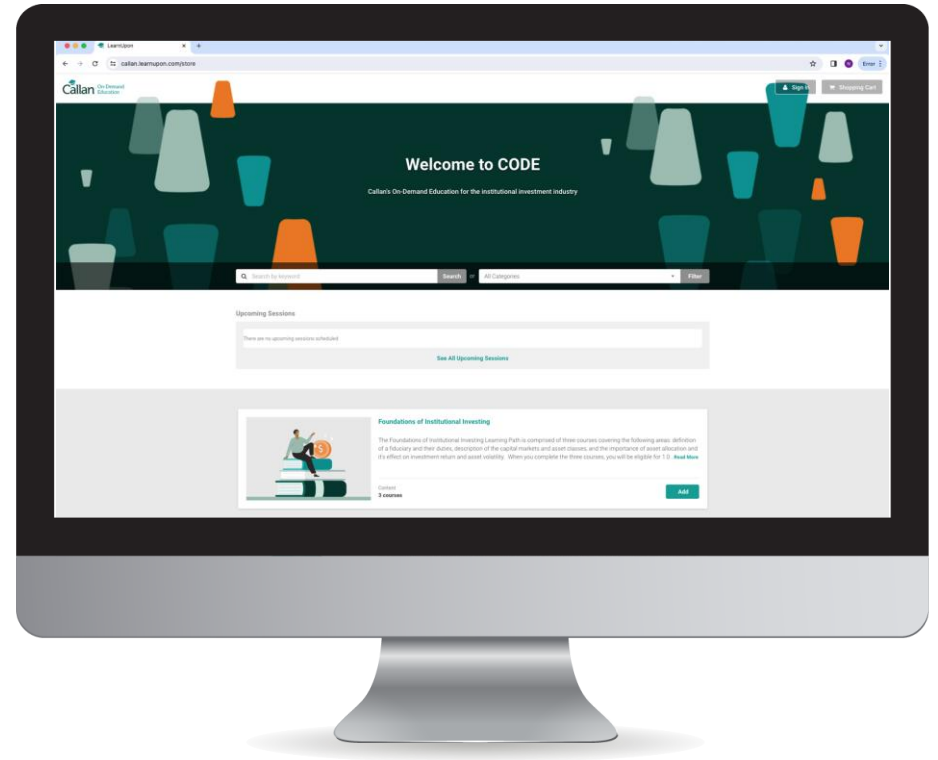 LearnUpon
callan.learnupon.com/store
Error
Callan On-Demand
Education
Sign in
Shopping Cart
Welcome to CODE
Callan's On-Demand Education for the institutional investment industry
Search by keyword
Search
or
All Categories
Filter
Upcoming Sessions
There are no upcoming sessions scheduled
See All Upcoming Sessions
Foundations of Institutional Investing
The Foundations of Institutional Investing Learning Path is comprised of three courses covering the following areas: definition
of a fiduciary and their duties, description of the capital markets and asset classes, and the importance of asset allocation and
it's effect on investment return and asset volatility. When you complete the three courses, you will be eligible for 1.0 Read More
Content
3 courses
Add